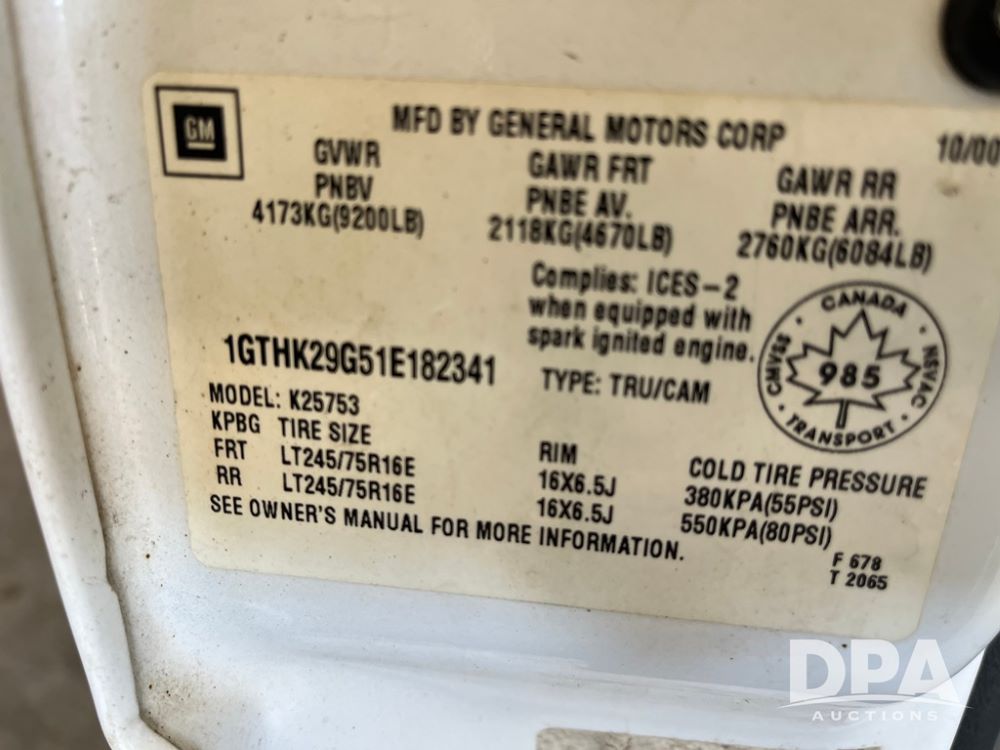 GM
MFD BY GENERAL MOTORS CORP
10/00
GVWR GAWR FRT GAWR RR
PNBV PNBE AV. PNBE ARR.
4173KG(9200LB) 2118KG(4670LB) 2760KG(6084LB)
Complies: ICES-2
when equipped with
spark ignited engine.
CANADA
CMVSS 985 NSVAC
TRANSPORT
1GTHK29G51E182341
TYPE: TRU/CAM
MODEL: K25753
KPBG TIRE SIZE RIM COLD TIRE PRESSURE
FRT LT245/75R16E 16X6.5J 380KPA(55PSI)
RR LT245/75R16E 16X6.5J 550KPA(80PSI)
SEE OWNER'S MANUAL FOR MORE INFORMATION.
F 678
T 2065
DPA
AUCTIONS